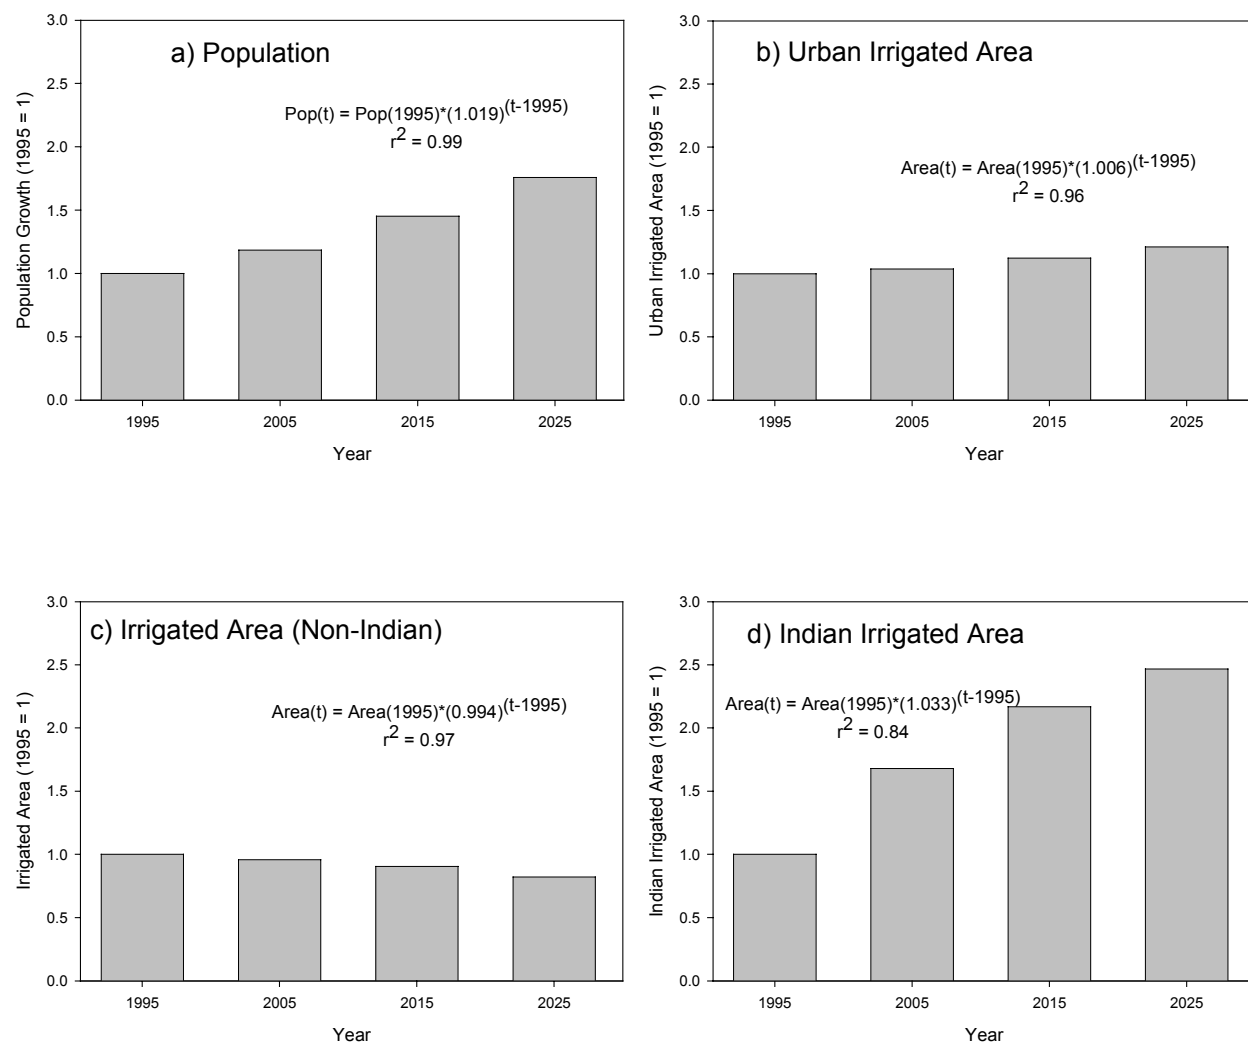 a) Population
Pop(t) = Pop(1995)*(1.019)^(t-1995)
r^2 = 0.99
Population Growth (1995 = 1)
3.0
2.5
2.0
1.5
1.0
0.5
0.0
1995 2005 2015 2025
Year
b) Urban Irrigated Area
Area(t) = Area(1995)*(1.006)^(t-1995)
r^2 = 0.96
Urban Irrigated Area (1995 = 1)
3.0
2.5
2.0
1.5
1.0
0.5
0.0
1995 2005 2015 2025
Year
c) Irrigated Area (Non-Indian)
Area(t) = Area(1995)*(0.994)^(t-1995)
r^2 = 0.97
Irrigated Area (1995 = 1)
3.0
2.5
2.0
1.5
1.0
0.5
0.0
1995 2005 2015 2025
Year
d) Indian Irrigated Area
Area(t) = Area(1995)*(1.033)^(t-1995)
r^2 = 0.84
Indian Irrigated Area (1995 = 1)
3.0
2.5
2.0
1.5
1.0
0.5
0.0
1995 2005 2015 2025
Year